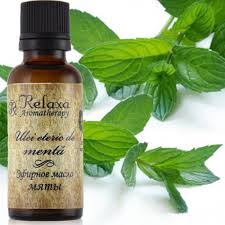 Relaxa
Aromatherapy
Ulei eteric de
mentă
Эфирное масло
мяты